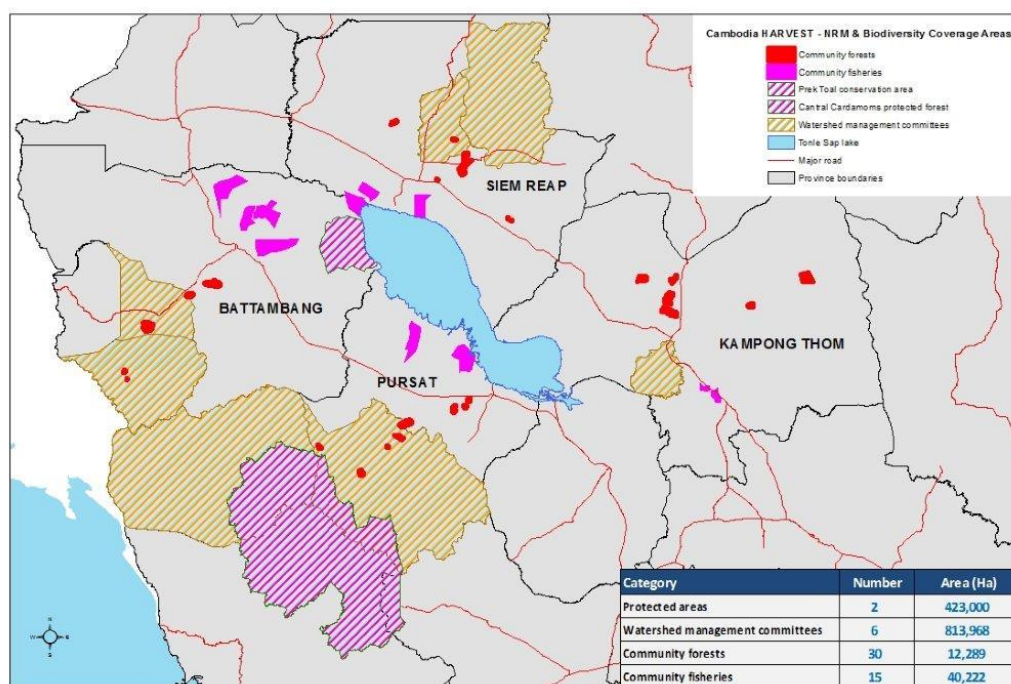 Cambodia HARVEST - NRM & Biodiversity Coverage Areas
Community forests
Community fisheries
Prek Toal conservation area
Cantral Cardamoms protected forest
Watershed management committees
Tonle Sap lake
Major road
Province boundaries
SIEM REAP
BATTAMBANG
KAMPONG THOM
PURSAT
N
W
E
S
Category Number Area (Ha)
Protected areas 2 423,000
Watershed management committees 6 813,968
Community forests 30 12,289
Community fisheries 15 40,222